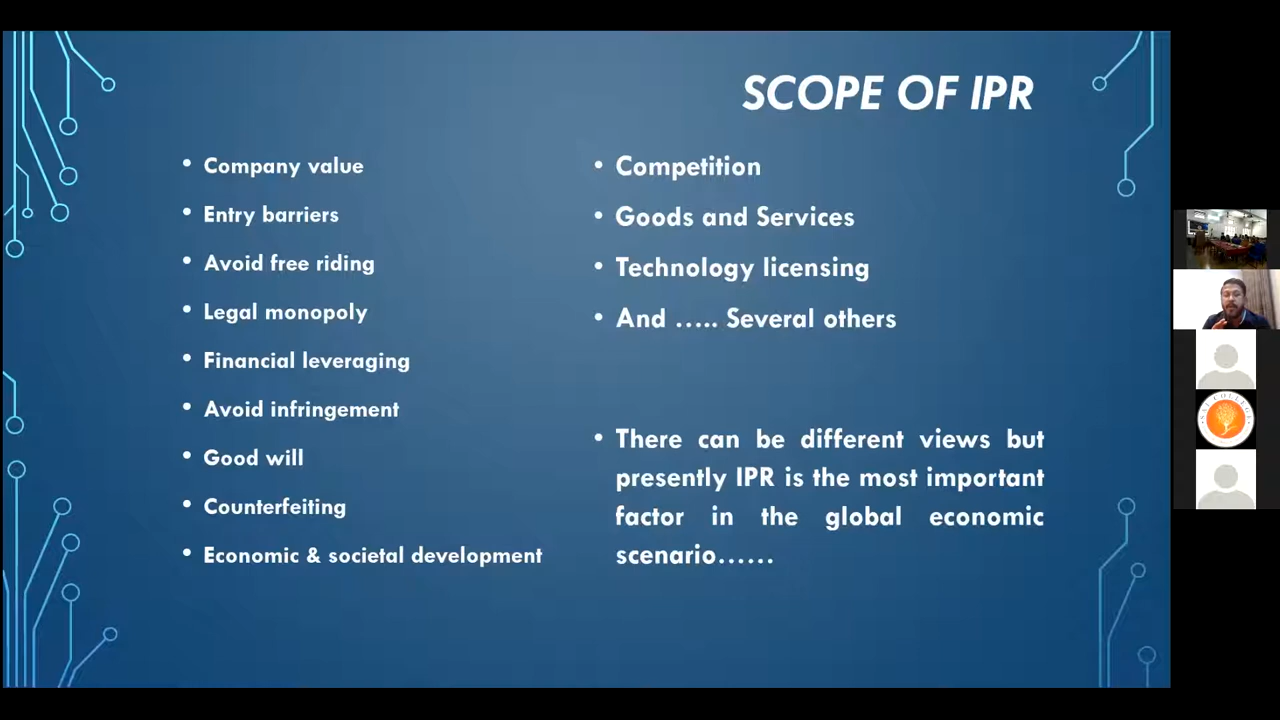 SCOPE OF IPR
Company value
Entry barriers
Avoid free riding
Legal monopoly
Financial leveraging
Avoid infringement
Good will
Counterfeiting
Economic & societal development
Competition
Goods and Services
Technology licensing
And ..... Several others
There can be different views but
presently IPR is the most important
factor in the global economic
scenario......